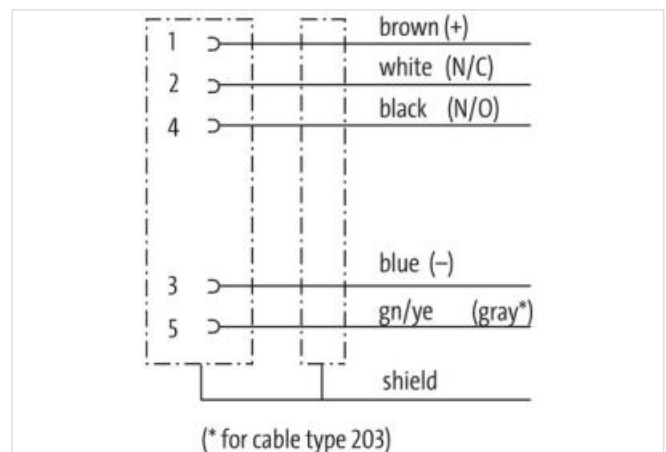 1 brown (+)
2 white (N/C)
4 black (N/O)
3 blue (–)
5 gn/ye (gray*)
shield
(* for cable type 203)